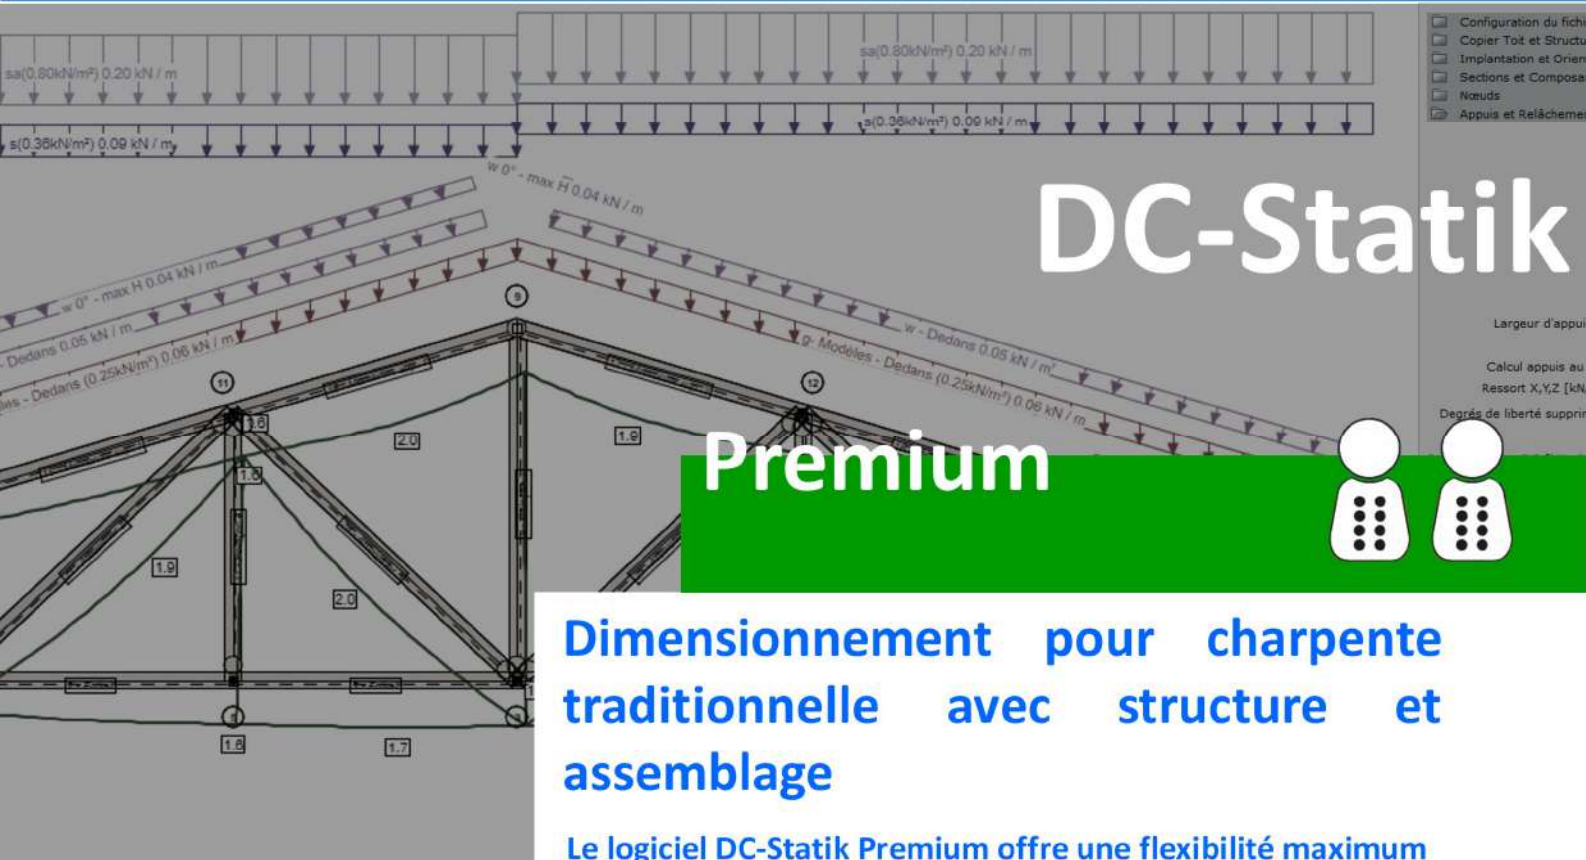 sa(0.80kN/m²) 0.20 kN / m
sa(0.80kN/m²) 0.20 kN / m
s(0.36kN/m²) 0.09 kN / m
s(0.36kN/m²) 0.09 kN / m
Configuration du fichi
Copier Toit et Structu
Implantation et Orien
Sections et Composa
Nœuds
Appuis et Relâchemen
w 0° - max H 0.04 kN / m
w 0° - max H 0.04 kN / m
- Dedans 0.05 kN / m
les - Dedans (0.25kN/m²) 0.06 kN / m
w - Dedans 0.05 kN / m
g- Modèles - Dedans (0.25kN/m²) 0.06 kN / m
DC-Statik
Largeur d'appui
Calcul appuis au
Ressort X,Y,Z [kN/
Degrés de liberté supprim
9
11
12
1.6
2.0
1.9
1.6
1.9
2.0
1.6
1.7
Premium
Dimensionnement pour charpente
traditionnelle avec structure et
assemblage
Le logiciel DC-Statik Premium offre une flexibilité maximum